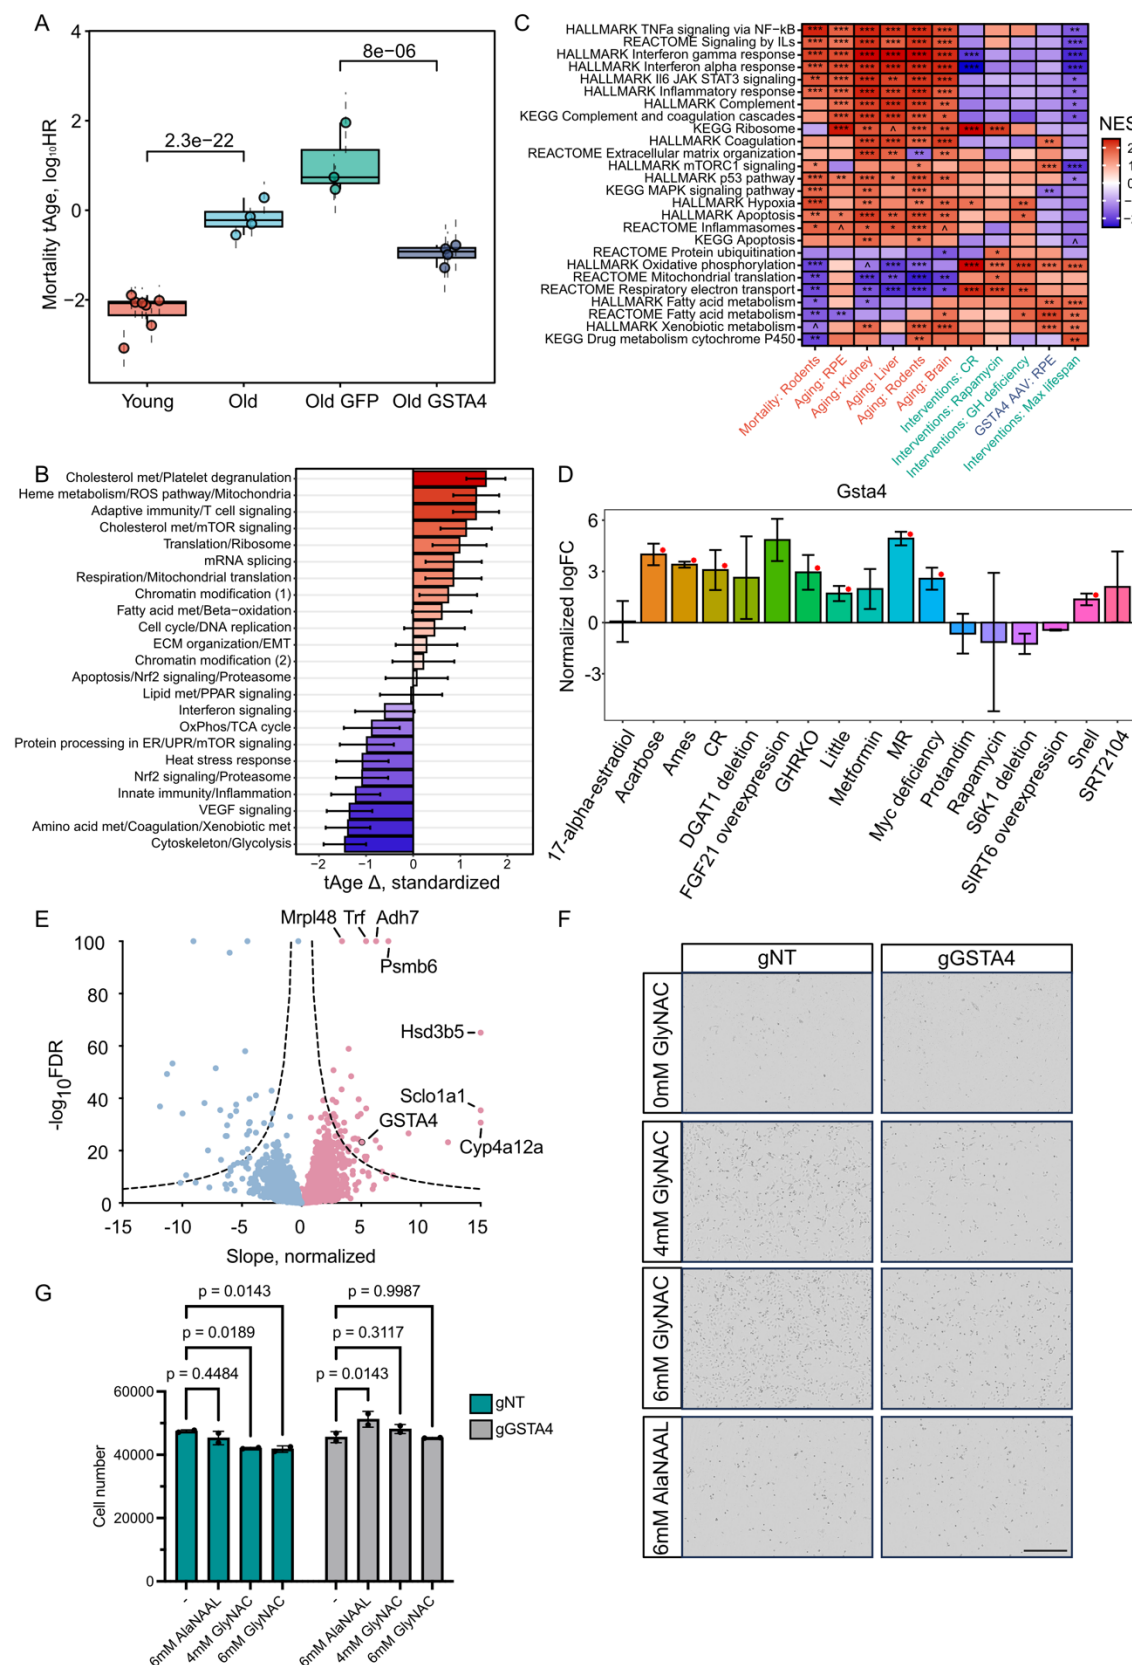 A
Mortality tAge, log₁₀HR
4
2
0
−2
2.3e−22
8e−06
Young
Old
Old GFP
Old GSTA4
C
HALLMARK TNFa signaling via NF−kB
REACTOME Signaling by ILs
HALLMARK Interferon gamma response
HALLMARK Interferon alpha response
HALLMARK Il6 JAK STAT3 signaling
HALLMARK Inflammatory response
HALLMARK Complement
KEGG Complement and coagulation cascades
KEGG Ribosome
HALLMARK Coagulation
REACTOME Extracellular matrix organization
HALLMARK mTORC1 signaling
HALLMARK p53 pathway
KEGG MAPK signaling pathway
HALLMARK Hypoxia
HALLMARK Apoptosis
REACTOME Inflammasomes
KEGG Apoptosis
REACTOME Protein ubiquitination
HALLMARK Oxidative phosphorylation
REACTOME Mitochondrial translation
REACTOME Respiratory electron transport
HALLMARK Fatty acid metabolism
REACTOME Fatty acid metabolism
HALLMARK Xenobiotic metabolism
KEGG Drug metabolism cytochrome P450
Mortality: Rodents
Aging: RPE
Aging: Kidney
Aging: Liver
Aging: Rodents
Aging: Brain
Interventions: CR
Interventions: Rapamycin
Interventions: GH deficiency
GSTA4 AAV: RPE
Interventions: Max lifespan
NES
B
Cholesterol met/Platelet degranulation
Heme metabolism/ROS pathway/Mitochondria
Adaptive immunity/T cell signaling
Cholesterol met/mTOR signaling
Translation/Ribosome
mRNA splicing
Respiration/Mitochondrial translation
Chromatin modification (1)
Fatty acid met/Beta−oxidation
Cell cycle/DNA replication
ECM organization/EMT
Chromatin modification (2)
Apoptosis/Nrf2 signaling/Proteasome
Lipid met/PPAR signaling
Interferon signaling
OxPhos/TCA cycle
Protein processing in ER/UPR/mTOR signaling
Heat stress response
Nrf2 signaling/Proteasome
Innate immunity/Inflammation
VEGF signaling
Amino acid met/Coagulation/Xenobiotic met
Cytoskeleton/Glycolysis
−2 −1 0 1 2
tAge Δ, standardized
D
Gsta4
Normalized logFC
6
3
0
-3
17-alpha-estradiol
Acarbose
Ames
CR
DGAT1 deletion
FGF21 overexpression
GHRKO
Little
Metformin
MR
Myc deficiency
Protandim
Rapamycin
S6K1 deletion
SIRT6 overexpression
Snell
SRT2104
E
Mrpl48 Trf Adh7
Psmb6
Hsd3b5
Sclo1a1
GSTA4
Cyp4a12a
-log₁₀FDR
100
80
60
40
20
0
-15 -10 -5 0 5 10 15
Slope, normalized
F
gNT
gGSTA4
0mM GlyNAC
4mM GlyNAC
6mM GlyNAC
6mM AlaNAAL
G
p = 0.0143
p = 0.0189
p = 0.4484
p = 0.9987
p = 0.3117
p = 0.0143
gNT
gGSTA4
Cell number
60000
40000
20000
0
-
6mM AlaNAAL
4mM GlyNAC
6mM GlyNAC
-
6mM AlaNAAL
4mM GlyNAC
6mM GlyNAC